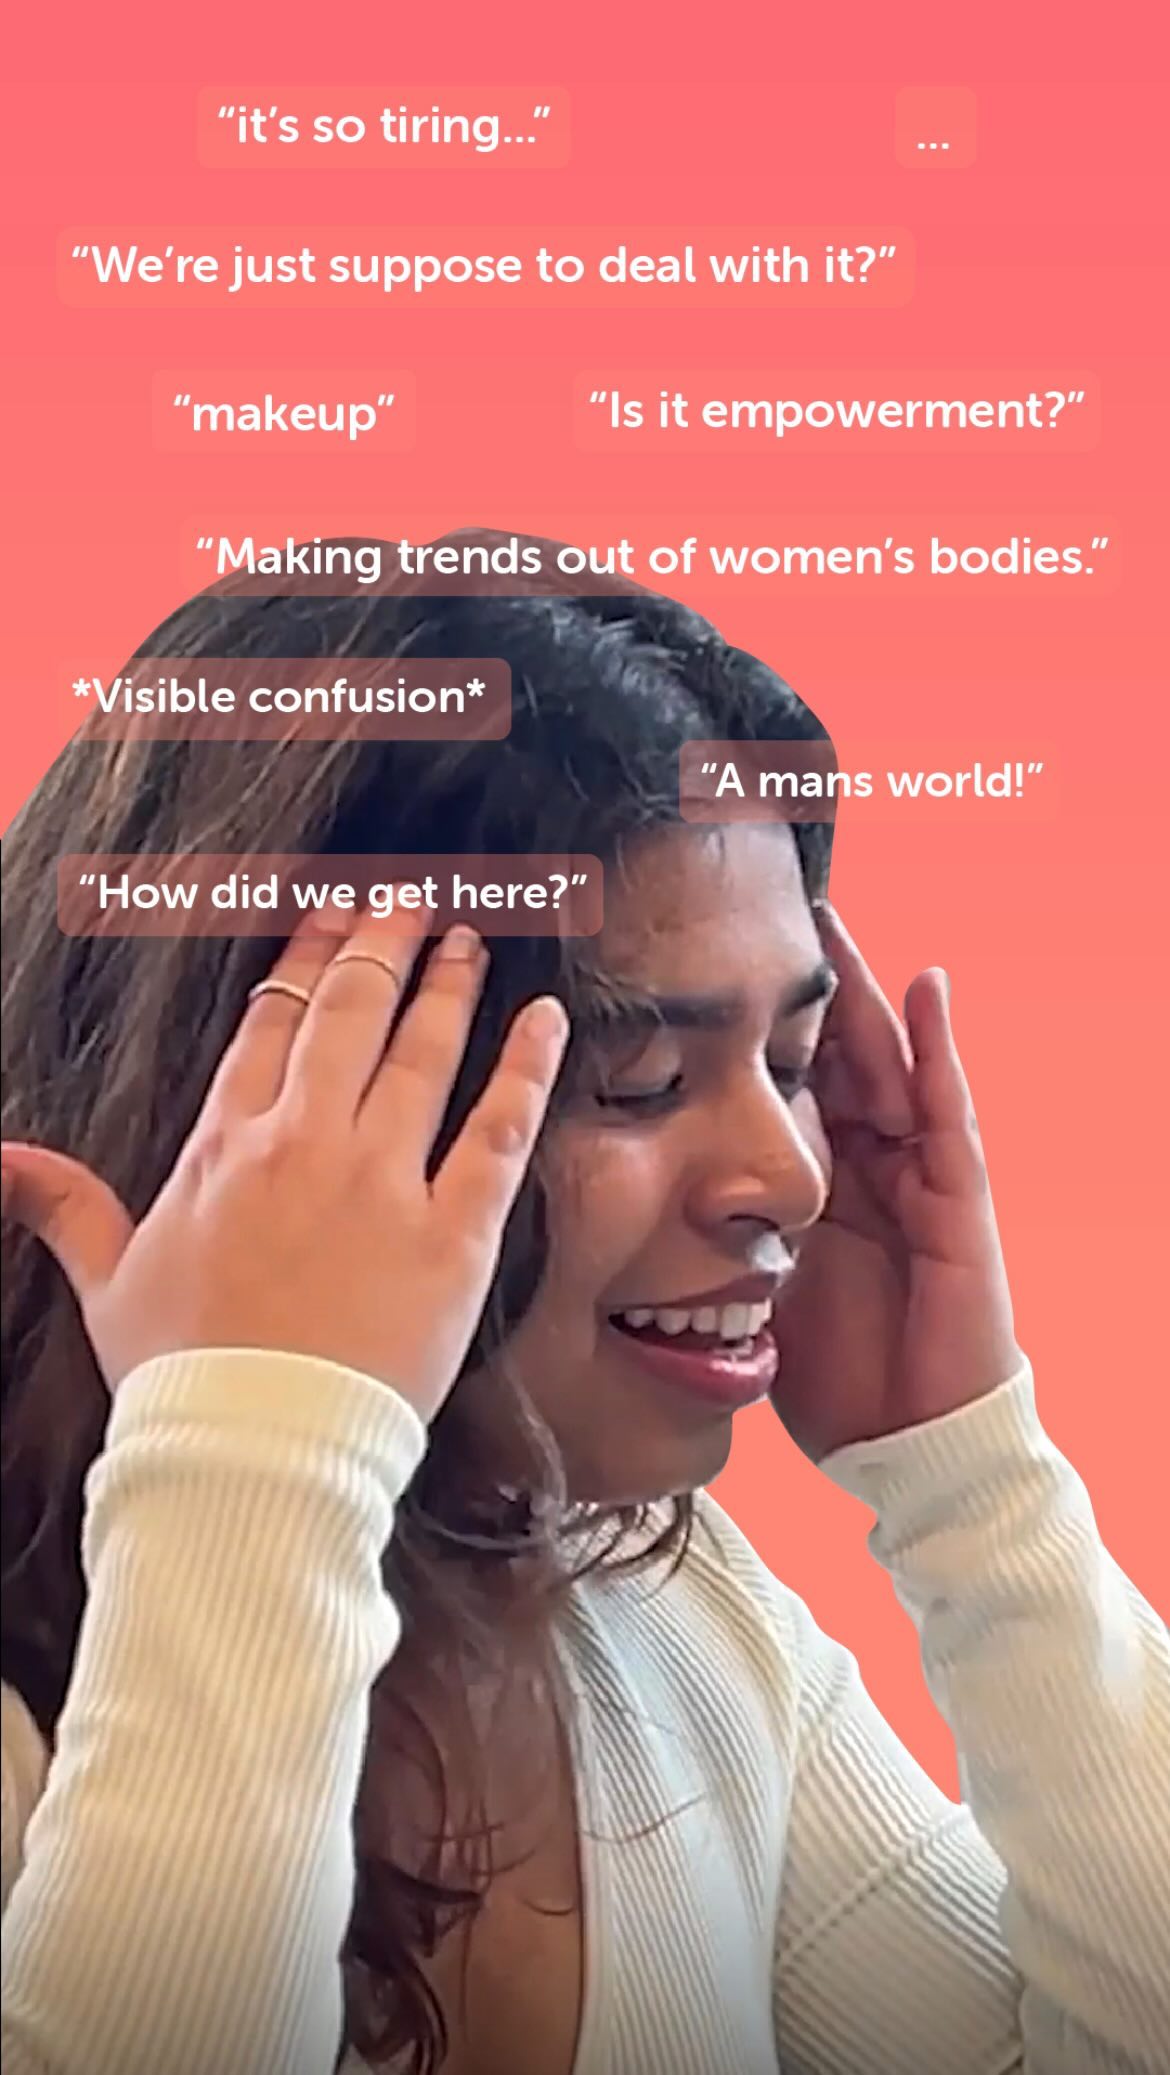 “it’s so tiring...”
...
“We’re just suppose to deal with it?”
“makeup”
“Is it empowerment?”
“Making trends out of women’s bodies.”
*Visible confusion*
“A mans world!”
“How did we get here?”